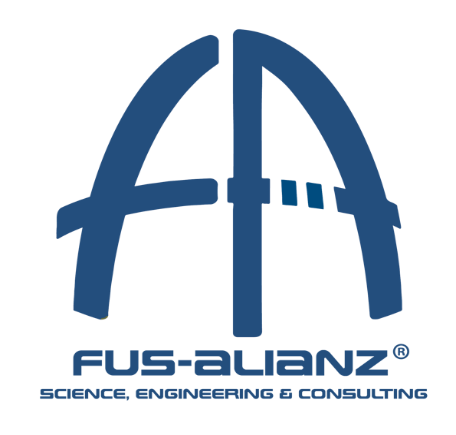 FUS-ALIANZ®
SCIENCE, ENGINEERING & CONSULTING